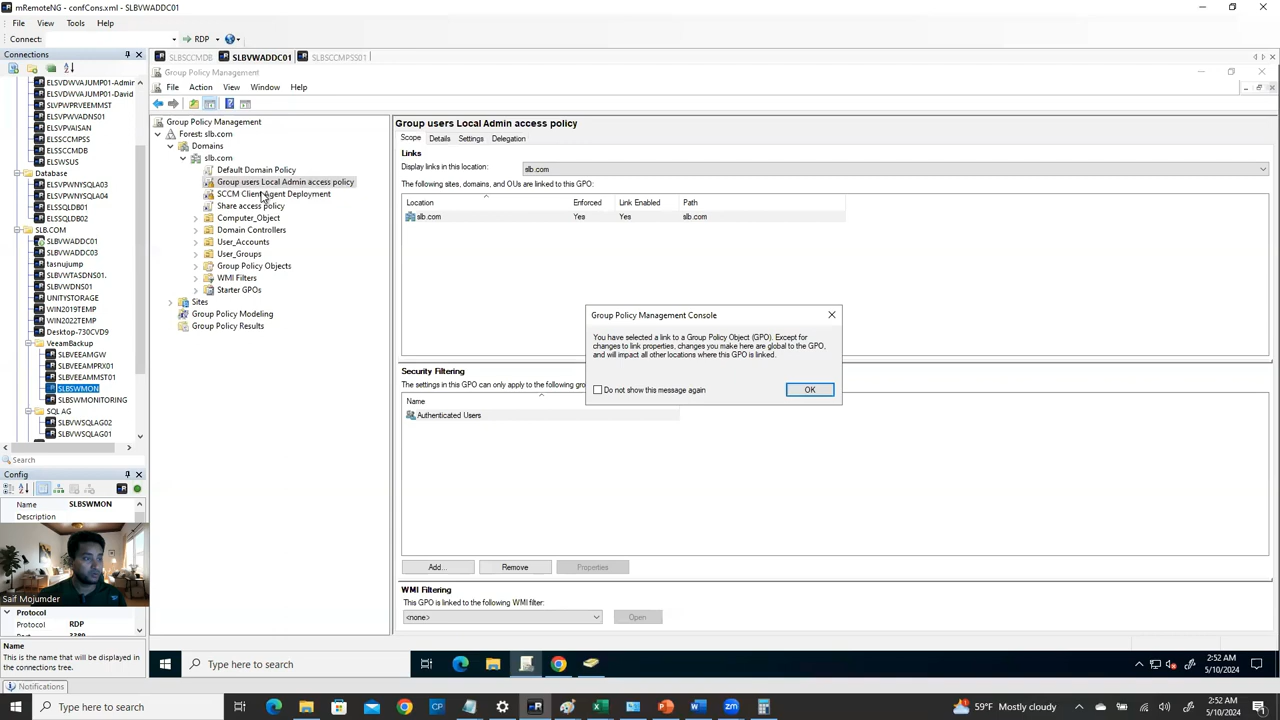 mRemoteNG - confCons.xml - SLBVWADDC01
File View Tools Help
Connect: RDP
Connections
ELSVDWVAJUMP01-Admin
ELSVDWVAJUMP01-David
SLVPWPRVEEMMST
ELSVPWVADNS01
ELSVPVAISAN
ELSSCCMPSS
ELSSCCMDB
ELSWSUS
Database
ELSVPWNYSQLA03
ELSVPWNYSQLA04
ELSSQLDB01
ELSSQLDB02
SLB.COM
SLBVWADDC01
SLBVWADDC03
tasnujump
SLBVWTASDNS01.
SLBVWDNS01
UNITYSTORAGE
WIN2019TEMP
WIN2022TEMP
Desktop-730CVD9
VeeamBackup
SLBVEEAMGW
SLBVEEAMPRX01
SLBVEEAMMST01
SLBSWMON
SLBSWMONITORING
SQL AG
SLBVWSQLAG02
SLBVWSQLAG01
Search
Config
Name SLBSWMON
Description
Saif Mojumder
Protocol
Protocol RDP
Name
This is the name that will be displayed in the connections tree.
Notifications
SLBSCCMDB SLBVWADDC01 SLBSCCMPSS01
Group Policy Management
File Action View Window Help
Group Policy Management
Forest: slb.com
Domains
slb.com
Default Domain Policy
Group users Local Admin access policy
SCCM Client Agent Deployment
Share access policy
Computer_Object
Domain Controllers
User_Accounts
User_Groups
Group Policy Objects
WMI Filters
Starter GPOs
Sites
Group Policy Modeling
Group Policy Results
Group users Local Admin access policy
Scope Details Settings Delegation
Links
Display links in this location: slb.com
The following sites, domains, and OUs are linked to this GPO:
Location Enforced Link Enabled Path
slb.com Yes Yes slb.com
Group Policy Management Console
You have selected a link to a Group Policy Object (GPO). Except for
changes to link properties, changes you make here are global to the GPO,
and will impact all other locations where this GPO is linked.
Do not show this message again OK
Security Filtering
The settings in this GPO can only apply to the following
Name
Authenticated Users
Add... Remove Properties
WMI Filtering
This GPO is linked to the following WMI filter:
<none> Open
Type here to search
2:52 AM
5/10/2024
Type here to search
59°F Mostly cloudy
2:52 AM
5/10/2024